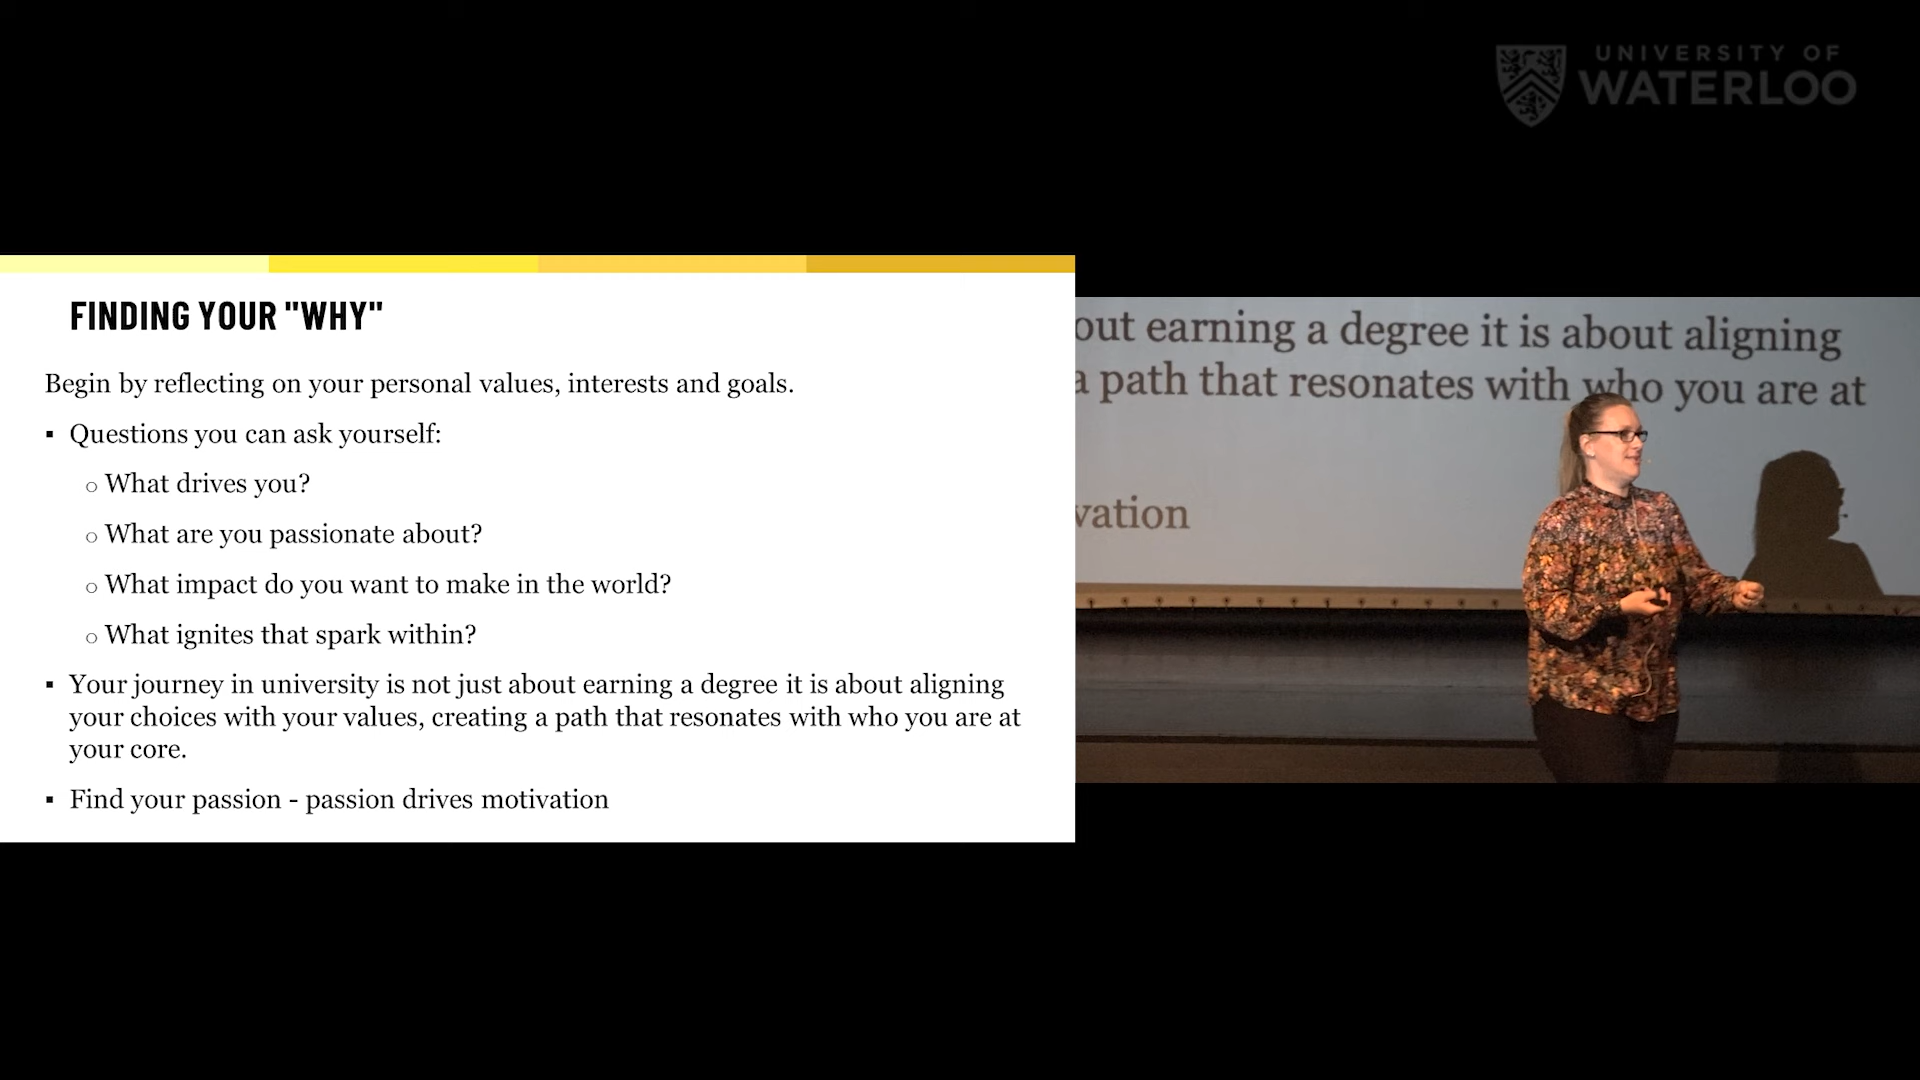 UNIVERSITY OF
WATERLOO
FINDING YOUR "WHY"
Begin by reflecting on your personal values, interests and goals.
▪ Questions you can ask yourself:
○ What drives you?
○ What are you passionate about?
○ What impact do you want to make in the world?
○ What ignites that spark within?
▪ Your journey in university is not just about earning a degree it is about aligning
your choices with your values, creating a path that resonates with who you are at
your core.
▪ Find your passion - passion drives motivation
out earning a degree it is about aligning
a path that resonates with who you are at
vation